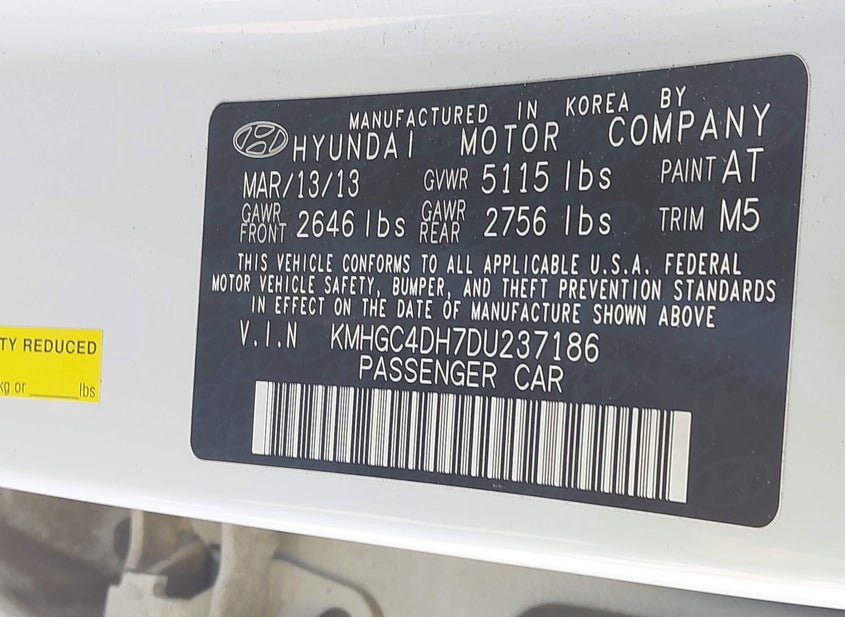 MANUFACTURED IN KOREA BY
HYUNDAI MOTOR COMPANY
MAR/13/13 GVWR 5115 lbs PAINT AT
GAWR FRONT 2646 lbs GAWR REAR 2756 lbs TRIM M5
THIS VEHICLE CONFORMS TO ALL APPLICABLE U.S.A. FEDERAL
MOTOR VEHICLE SAFETY, BUMPER, AND THEFT PREVENTION STANDARDS
IN EFFECT ON THE DATE OF MANUFACTURE SHOWN ABOVE
V.I.N KMHGC4DH7DU237186
PASSENGER CAR
TY REDUCED
kg or ______lbs